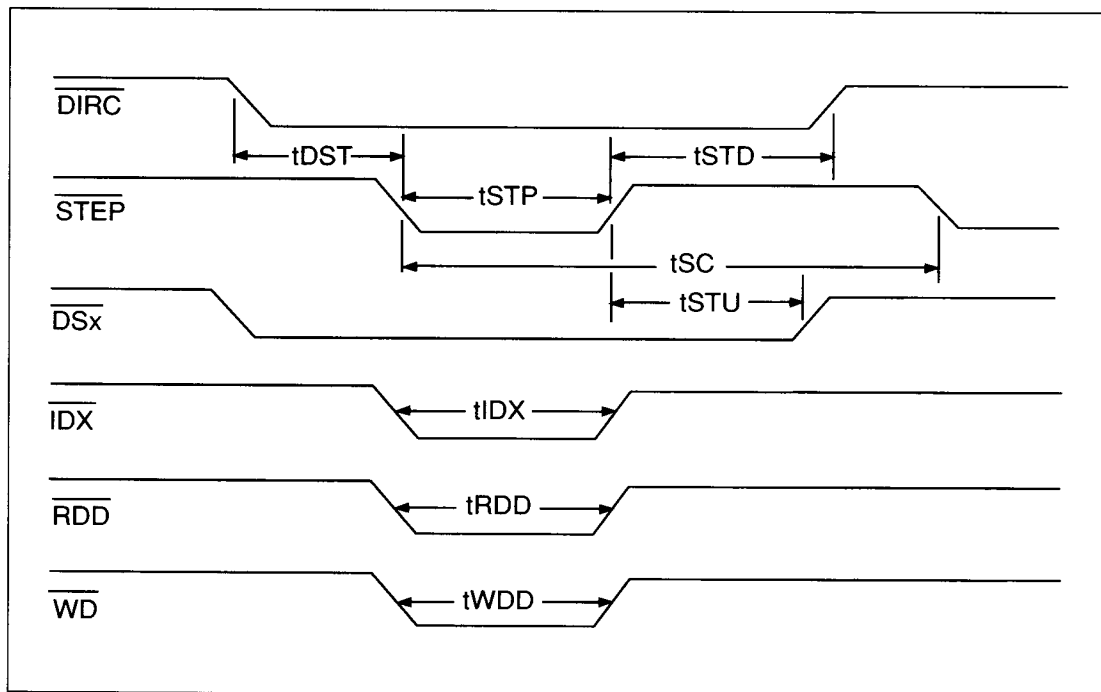 DIRC
tDST
tSTD
STEP
tSTP
tSC
DSx
tSTU
IDX
tIDX
RDD
tRDD
WD
tWDD